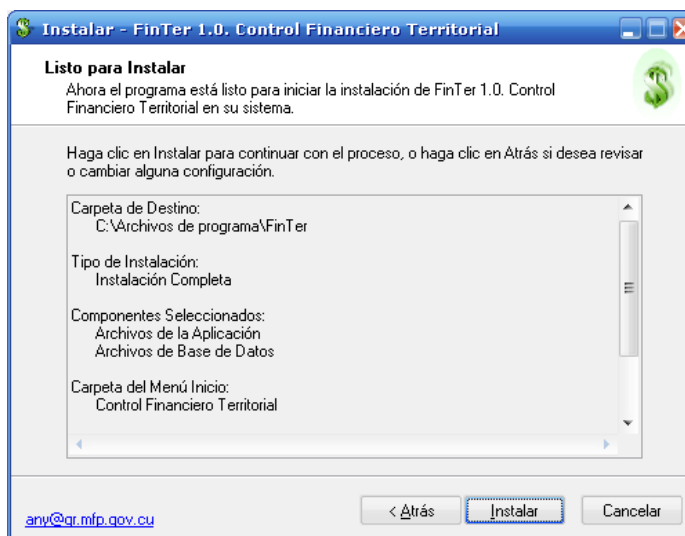 Instalar - FinTer 1.0. Control Financiero Territorial
Listo para Instalar
Ahora el programa está listo para iniciar la instalación de FinTer 1.0. Control
Financiero Territorial en su sistema.
Haga clic en Instalar para continuar con el proceso, o haga clic en Atrás si desea revisar
o cambiar alguna configuración.
Carpeta de Destino:
C:\Archivos de programa\FinTer
Tipo de Instalación:
Instalación Completa
Componentes Seleccionados:
Archivos de la Aplicación
Archivos de Base de Datos
Carpeta del Menú Inicio:
Control Financiero Territorial
any@gr.mfp.gov.cu
< Atrás
Instalar
Cancelar